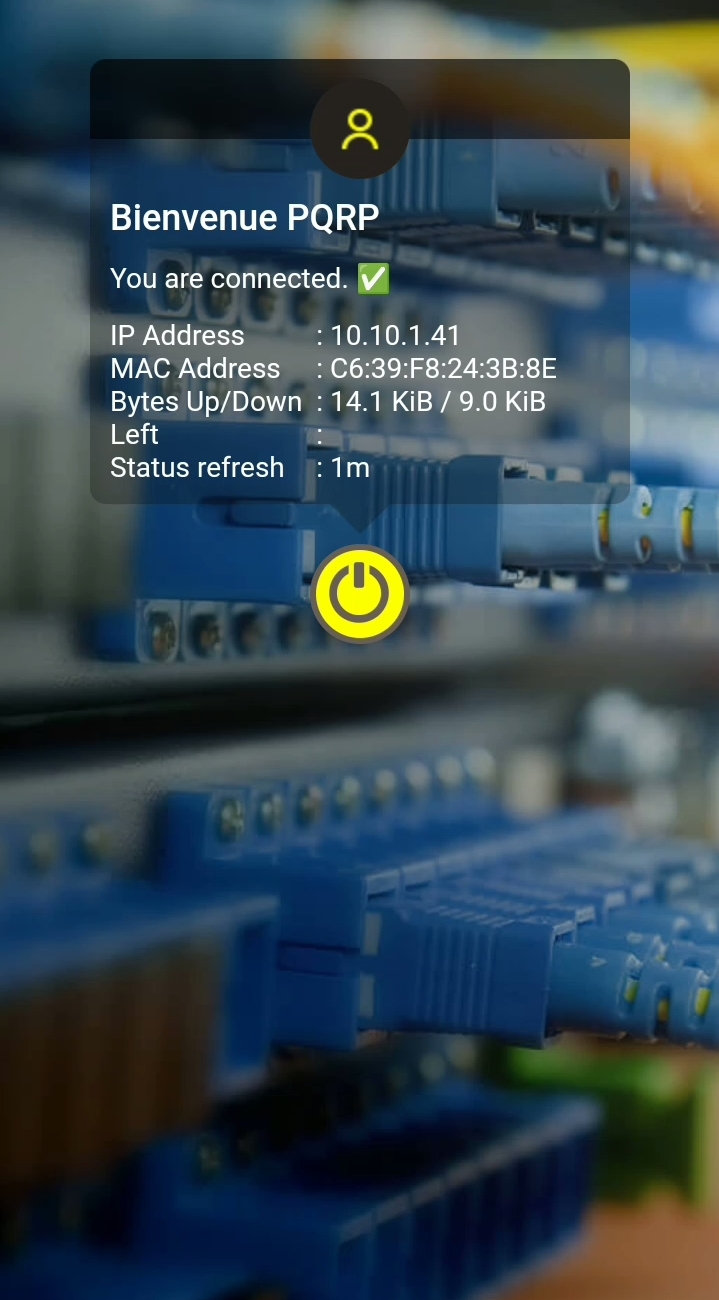 Bienvenue PQRP
You are connected. ✅
IP Address : 10.10.1.41
MAC Address : C6:39:F8:24:3B:8E
Bytes Up/Down : 14.1 KiB / 9.0 KiB
Left :
Status refresh : 1m